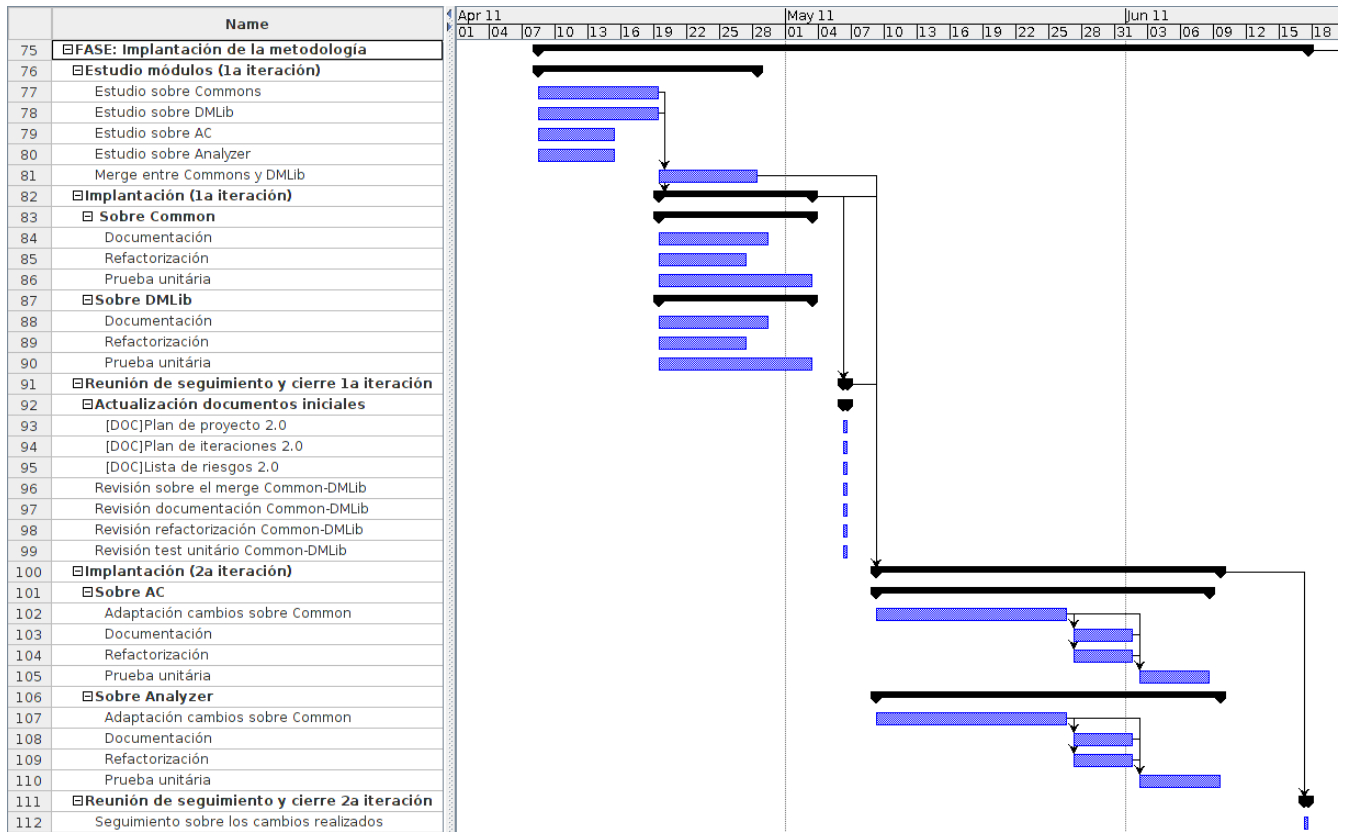 Name
Apr 11 May 11 Jun 11
01 04 07 10 13 16 19 22 25 28 01 04 07 10 13 16 19 22 25 28 31 03 06 09 12 15 18
75 FASE: Implantación de la metodología
76 Estudio módulos (1a iteración)
77 Estudio sobre Commons
78 Estudio sobre DMLib
79 Estudio sobre AC
80 Estudio sobre Analyzer
81 Merge entre Commons y DMLib
82 Implantación (1a iteración)
83 Sobre Common
84 Documentación
85 Refactorización
86 Prueba unitária
87 Sobre DMLib
88 Documentación
89 Refactorización
90 Prueba unitária
91 Reunión de seguimiento y cierre 1a iteración
92 Actualización documentos iniciales
93 [DOC]Plan de proyecto 2.0
94 [DOC]Plan de iteraciones 2.0
95 [DOC]Lista de riesgos 2.0
96 Revisión sobre el merge Common-DMLib
97 Revisión documentación Common-DMLib
98 Revisión refactorización Common-DMLib
99 Revisión test unitário Common-DMLib
100 Implantación (2a iteración)
101 Sobre AC
102 Adaptación cambios sobre Common
103 Documentación
104 Refactorización
105 Prueba unitária
106 Sobre Analyzer
107 Adaptación cambios sobre Common
108 Documentación
109 Refactorización
110 Prueba unitária
111 Reunión de seguimiento y cierre 2a iteración
112 Seguimiento sobre los cambios realizados